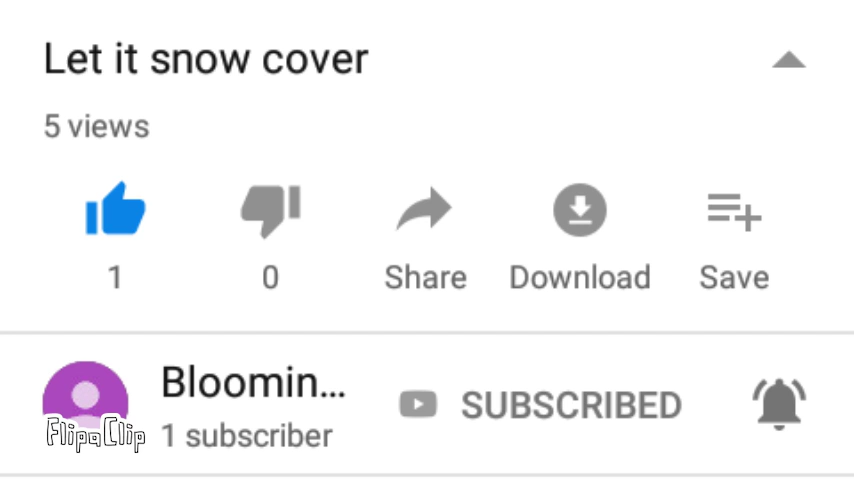 Let it snow cover
5 views
1
0
Share
Download
Save
Bloomin...
SUBSCRIBED
1 subscriber
FlipaClip